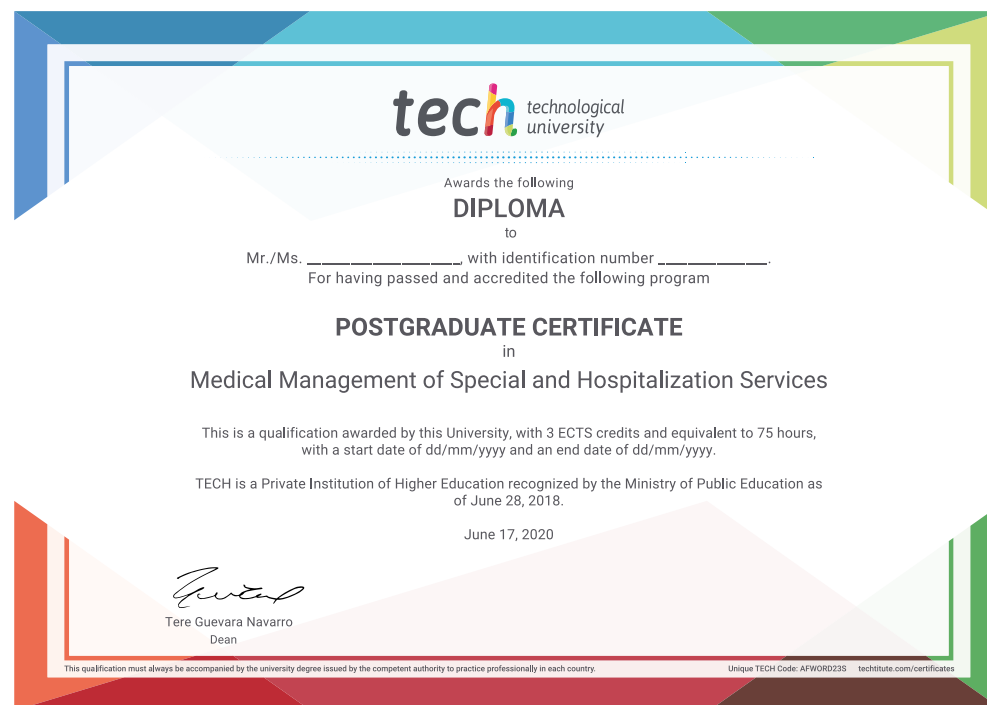 tech technological
university
Awards the following
DIPLOMA
to
Mr./Ms. ____________________, with identification number ______________.
For having passed and accredited the following program
POSTGRADUATE CERTIFICATE
in
Medical Management of Special and Hospitalization Services
This is a qualification awarded by this University, with 3 ECTS credits and equivalent to 75 hours,
with a start date of dd/mm/yyyy and an end date of dd/mm/yyyy.
TECH is a Private Institution of Higher Education recognized by the Ministry of Public Education as
of June 28, 2018.
June 17, 2020
Tere Guevara Navarro
Dean
This qualification must always be accompanied by the university degree issued by the competent authority to practice professionally in each country.
Unique TECH Code: AFWORD23S techtitute.com/certificates